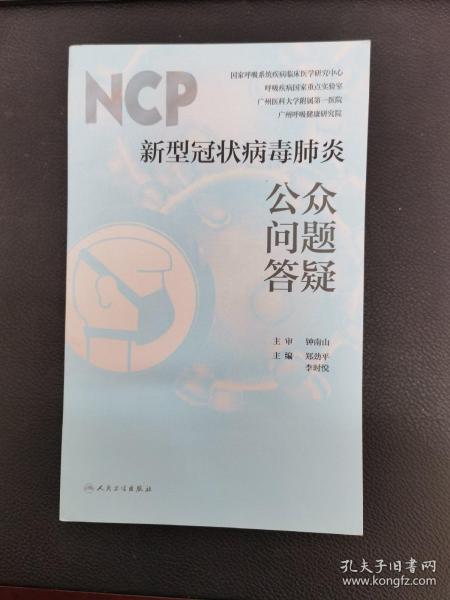 NCP
国家呼吸系统疾病临床医学研究中心
呼吸疾病国家重点实验室
广州医科大学附属第一医院
广州呼吸健康研究院
新型冠状病毒肺炎
公众
问题
答疑
主审 钟南山
主编 郑劲平
李时悦
人民卫生出版社
孔夫子旧书网
www.kongfz.com